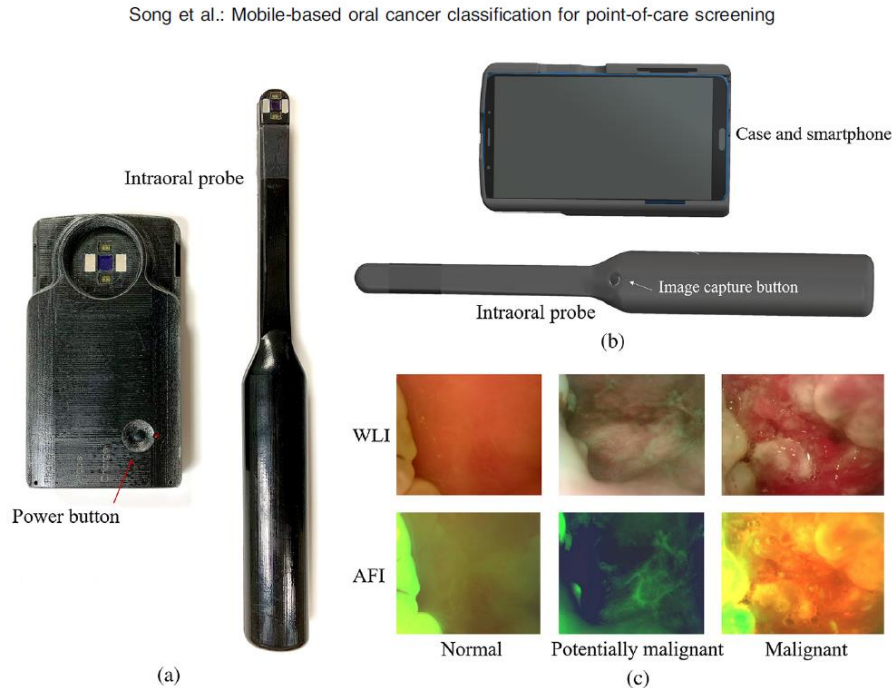 Song et al.: Mobile-based oral cancer classification for point-of-care screening
Intraoral probe
Power button
(a)
Case and smartphone
Image capture button
Intraoral probe
(b)
WLI
AFI
Normal
Potentially malignant
Malignant
(c)